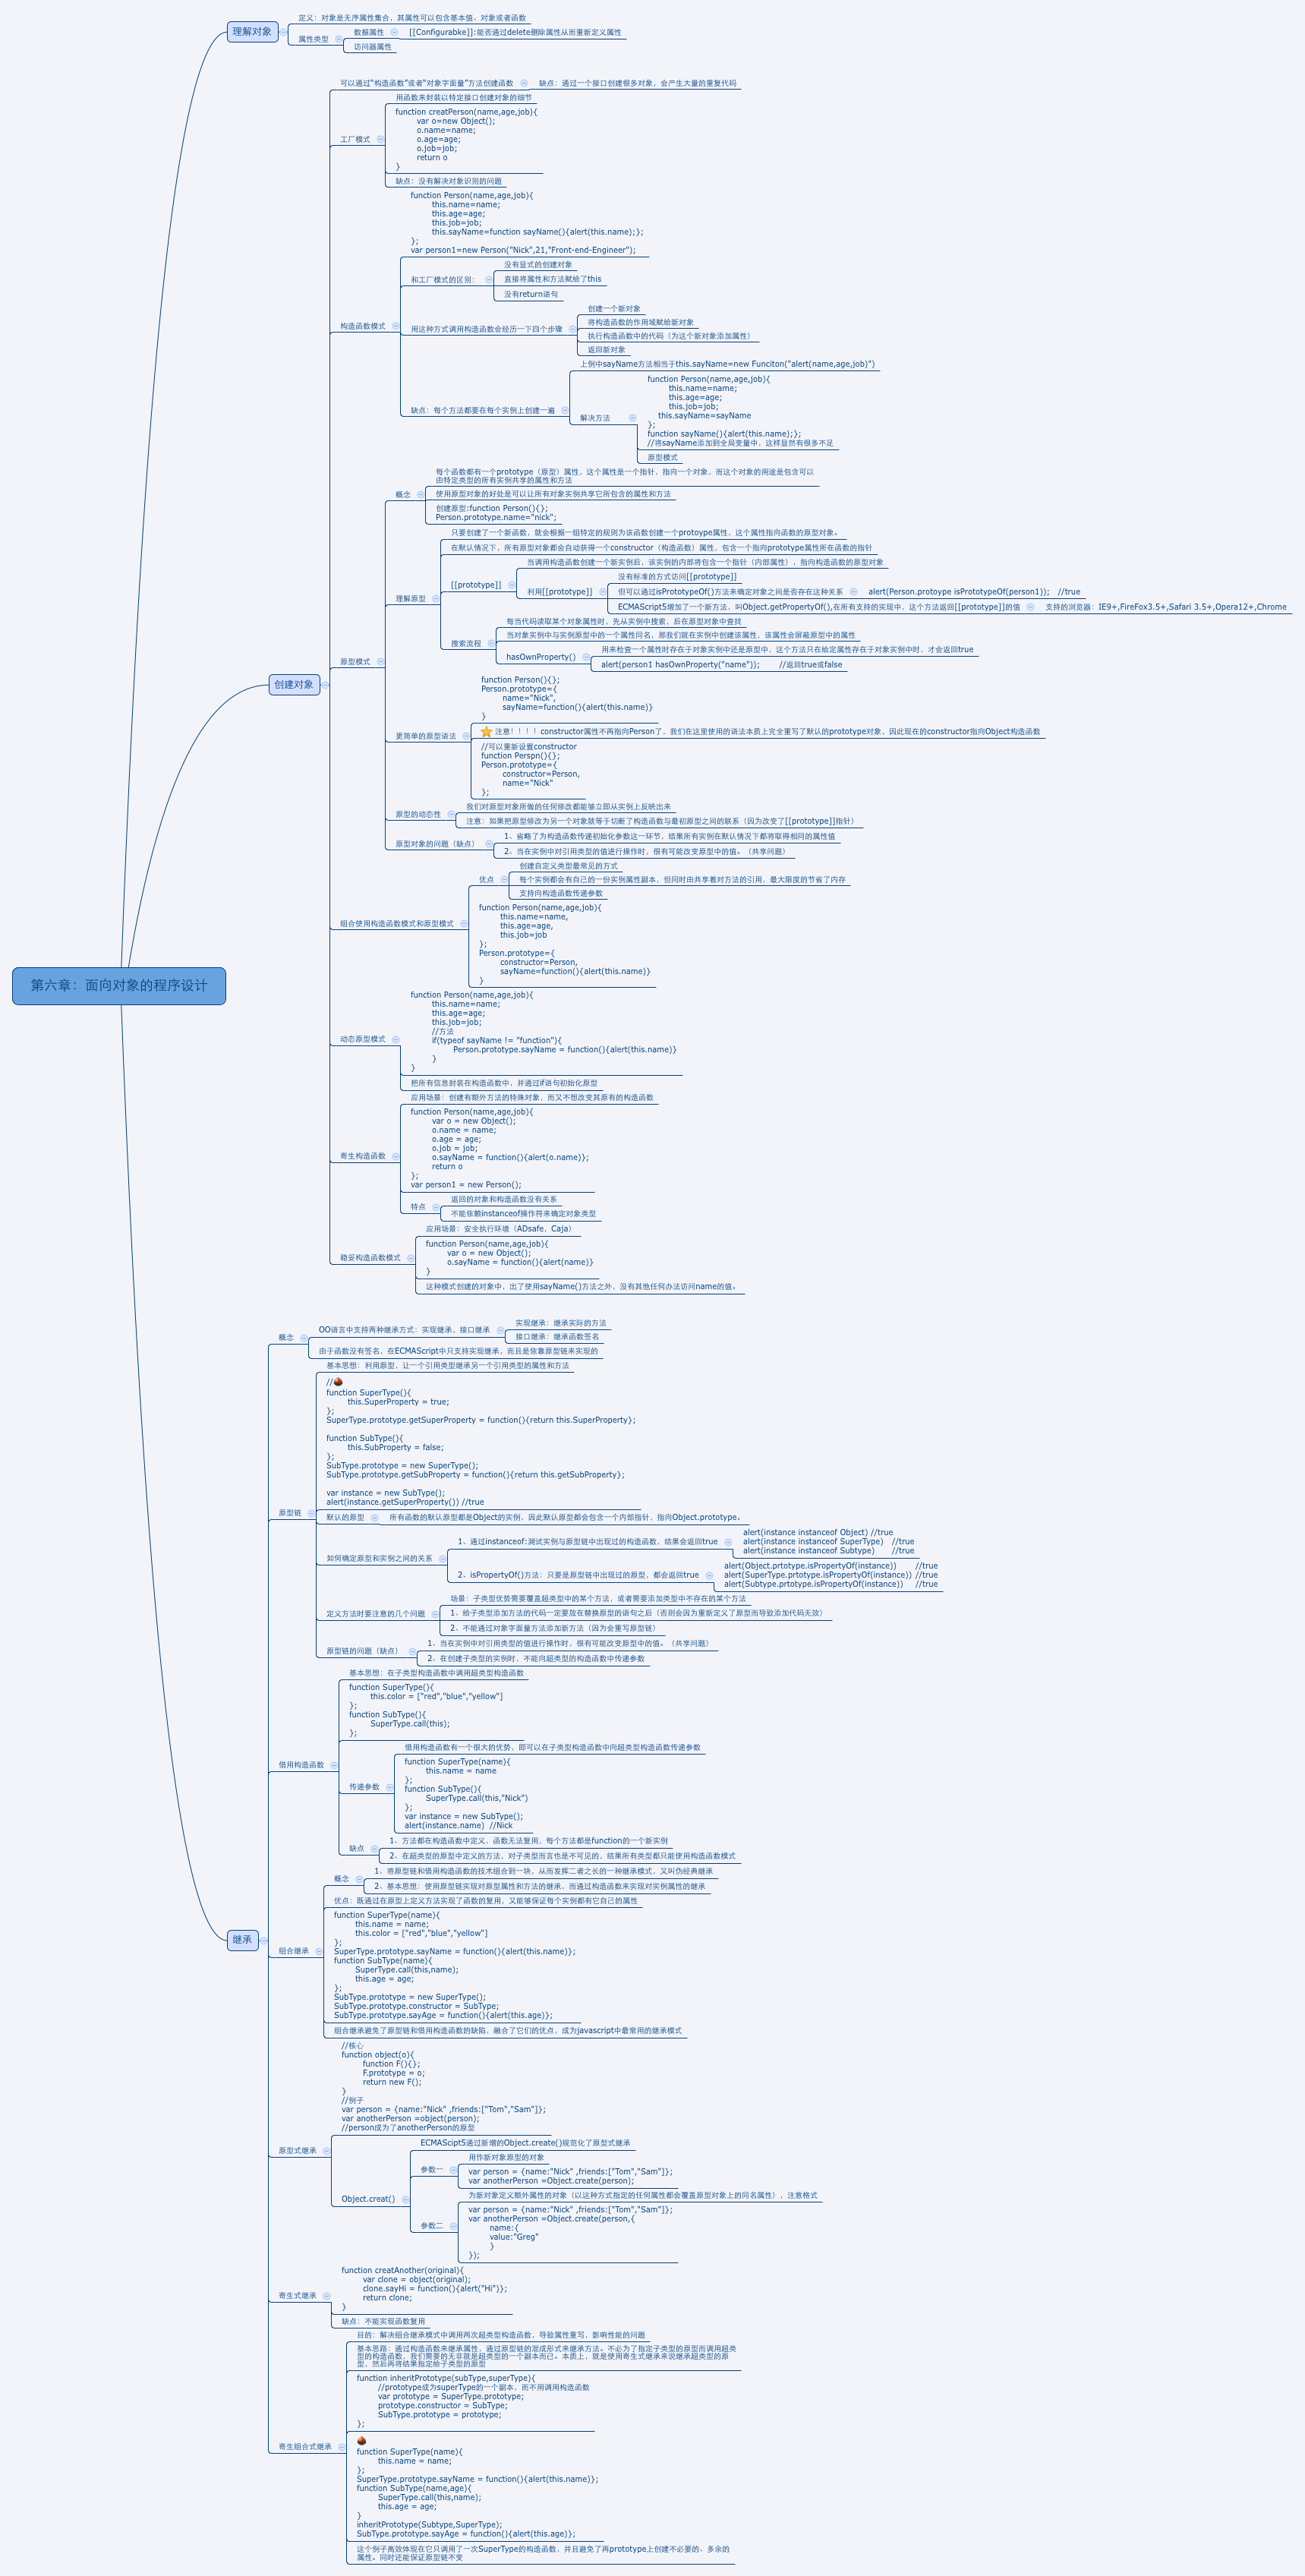 第六章：面向对象的程序设计
理解对象
定义：对象是无序属性集合，其属性可以包含基本值、对象或者函数
属性类型
数据属性
[[Configurabke]]:能否通过delete删除属性从而重新定义属性
访问器属性
创建对象
可以通过“构造函数”或者“对象字面量”方法创建函数
缺点：通过一个接口创建很多对象，会产生大量的重复代码
工厂模式
用函数来封装以特定接口创建对象的细节
function creatPerson(name,age,job){
var o=new Object();
o.name=name;
o.age=age;
o.job=job;
return o
}
缺点：没有解决对象识别的问题
构造函数模式
function Person(name,age,job){
this.name=name;
this.age=age;
this.job=job;
this.sayName=function sayName(){alert(this.name);};
};
var person1=new Person("Nick",21,"Front-end-Engineer");
和工厂模式的区别：
没有显式的创建对象
直接将属性和方法赋给了this
没有return语句
用这种方式调用构造函数会经历一下四个步骤
创建一个新对象
将构造函数的作用域赋给新对象
执行构造函数中的代码（为这个新对象添加属性）
返回新对象
缺点：每个方法都要在每个实例上创建一遍
上例中sayName方法相当于this.sayName=new Funciton("alert(name,age,job)")
解决方法
function Person(name,age,job){
this.name=name;
this.age=age;
this.job=job;
this.sayName=sayName
};
function sayName(){alert(this.name);};
//将sayName添加到全局变量中，这样显然有很多不足
原型模式
原型模式
概念
每个函数都有一个prototype（原型）属性，这个属性是一个指针，指向一个对象，而这个对象的用途是包含可以
由特定类型的所有实例共享的属性和方法
使用原型对象的好处是可以让所有对象实例共享它所包含的属性和方法
创建原型:function Person(){};
Person.prototype.name="nick";
理解原型
只要创建了一个新函数，就会根据一组特定的规则为该函数创建一个protoype属性，这个属性指向函数的原型对象。
在默认情况下，所有原型对象都会自动获得一个constructor（构造函数）属性，包含一个指向prototype属性所在函数的指针
[[prototype]]
当调用构造函数创建一个新实例后，该实例的内部将包含一个指针（内部属性），指向构造函数的原型对象
利用[[prototype]]
没有标准的方式访问[[prototype]]
但可以通过isPrototypeOf()方法来确定对象之间是否存在这种关系
alert(Person.protoype isPrototypeOf(person1)); //true
ECMAScript5增加了一个新方法，叫Object.getPropertyOf(),在所有支持的实现中，这个方法返回[[prototype]]的值
支持的浏览器：IE9+,FireFox3.5+,Safari 3.5+,Opera12+,Chrome
搜索流程
每当代码读取某个对象属性时，先从实例中搜索，后在原型对象中查找
当对象实例中与实例原型中的一个属性同名，那我们就在实例中创建该属性，该属性会屏蔽原型中的属性
hasOwnProperty()
用来检查一个属性时存在于对象实例中还是原型中，这个方法只在给定属性存在于对象实例中时，才会返回true
alert(person1 hasOwnProperty("name")); //返回true或false
更简单的原型语法
function Person(){};
Person.prototype={
name="Nick",
sayName=function(){alert(this.name)}
}
注意！！！！constructor属性不再指向Person了，我们在这里使用的语法本质上完全重写了默认的prototype对象，因此现在的constructor指向Object构造函数
//可以重新设置constructor
function Perspn(){};
Person.prototype={
constructor=Person,
name="Nick"
};
原型的动态性
我们对原型对象所做的任何修改都能够立即从实例上反映出来
注意：如果把原型修改为另一个对象就等于切断了构造函数与最初原型之间的联系（因为改变了[[prototype]]指针）
原型对象的问题（缺点）
1、省略了为构造函数传递初始化参数这一环节，结果所有实例在默认情况下都将取得相同的属性值
2、当在实例中对引用类型的值进行操作时，很有可能改变原型中的值。（共享问题）
组合使用构造函数模式和原型模式
优点
创建自定义类型最常见的方式
每个实例都会有自己的一份实例属性副本，但同时由共享着对方法的引用，最大限度的节省了内存
支持向构造函数传递参数
function Person(name,age,job){
this.name=name,
this.age=age,
this.job=job
};
Person.prototype={
constructor=Person,
sayName=function(){alert(this.name)}
}
动态原型模式
function Person(name,age,job){
this.name=name;
this.age=age;
this.job=job;
//方法
if(typeof sayName != "function"){
Person.prototype.sayName = function(){alert(this.name)}
}
}
把所有信息封装在构造函数中，并通过if语句初始化原型
寄生构造函数
应用场景：创建有额外方法的特殊对象，而又不想改变其原有的构造函数
function Person(name,age,job){
var o = new Object();
o.name = name;
o.age = age;
o.job = job;
o.sayName = function(){alert(o.name)};
return o
};
var person1 = new Person();
特点
返回的对象和构造函数没有关系
不能依赖instanceof操作符来确定对象类型
稳妥构造函数模式
应用场景：安全执行环境（ADsafe，Caja）
function Person(name,age,job){
var o = new Object();
o.sayName = function(){alert(name)}
}
这种模式创建的对象中，出了使用sayName()方法之外，没有其他任何办法访问name的值。
继承
概念
OO语言中支持两种继承方式：实现继承，接口继承
实现继承：继承实际的方法
接口继承：继承函数签名
由于函数没有签名，在ECMAScript中只支持实现继承，而且是依靠原型链来实现的
原型链
基本思想：利用原型，让一个引用类型继承另一个引用类型的属性和方法
//
function SuperType(){
this.SuperProperty = true;
};
SuperType.prototype.getSuperProperty = function(){return this.SuperProperty};
function SubType(){
this.SubProperty = false;
};
SubType.prototype = new SuperType();
SubType.prototype.getSubProperty = function(){return this.getSubProperty};
var instance = new SubType();
alert(instance.getSuperProperty()) //true
默认的原型
所有函数的默认原型都是Object的实例，因此默认原型都会包含一个内部指针，指向Object.prototype。
如何确定原型和实例之间的关系
1、通过instanceof:测试实例与原型链中出现过的构造函数，结果会返回true
alert(instance instanceof Object) //true
alert(instance instanceof SuperType) //true
alert(instance instanceof Subtype) //true
2、isPropertyOf()方法：只要是原型链中出现过的原型，都会返回true
alert(Object.prtotype.isPropertyOf(instance)) //true
alert(SuperType.prtotype.isPropertyOf(instance)) //true
alert(Subtype.prtotype.isPropertyOf(instance)) //true
定义方法时要注意的几个问题
场景：子类型优势需要覆盖超类型中的某个方法，或者需要添加类型中不存在的某个方法
1、给子类型添加方法的代码一定要放在替换原型的语句之后（否则会因为重新定义了原型而导致添加代码无效）
2、不能通过对象字面量方法添加新方法（因为会重写原型链）
原型链的问题（缺点）
1、当在实例中对引用类型的值进行操作时，很有可能改变原型中的值。（共享问题）
2、在创建子类型的实例时，不能向超类型的构造函数中传递参数
借用构造函数
基本思想：在子类型构造函数中调用超类型构造函数
function SuperType(){
this.color = ["red","blue","yellow"]
};
function SubType(){
SuperType.call(this);
};
传递参数
借用构造函数有一个很大的优势，即可以在子类型构造函数中向超类型构造函数传递参数
function SuperType(name){
this.name = name
};
function SubType(){
SuperType.call(this,"Nick")
};
var instance = new SubType();
alert(instance.name) //Nick
缺点
1、方法都在构造函数中定义，函数无法复用，每个方法都是function的一个新实例
2、在超类型的原型中定义的方法，对子类型而言也是不可见的，结果所有类型都只能使用构造函数模式
组合继承
概念
1、将原型链和借用构造函数的技术组合到一块，从而发挥二者之长的一种继承模式，又叫伪经典继承
2、基本思想：使用原型链实现对原型属性和方法的继承，而通过构造函数来实现对实例属性的继承
优点：既通过在原型上定义方法实现了函数的复用，又能够保证每个实例都有它自己的属性
function SuperType(name){
this.name = name;
this.color = ["red","blue","yellow"]
};
SuperType.prototype.sayName = function(){alert(this.name)};
function SubType(name){
SuperType.call(this,name);
this.age = age;
};
SubType.prototype = new SuperType();
SubType.prototype.constructor = SubType;
SubType.prototype.sayAge = function(){alert(this.age)};
组合继承避免了原型链和借用构造函数的缺陷，融合了它们的优点，成为javascript中最常用的继承模式
原型式继承
//核心
function object(o){
function F(){};
F.prototype = o;
return new F();
}
//例子
var person = {name:"Nick" ,friends:["Tom","Sam"]};
var anotherPerson =object(person);
//person成为了anotherPerson的原型
Object.creat()
ECMAScipt5通过新增的Object.create()规范化了原型式继承
参数一
用作新对象原型的对象
var person = {name:"Nick" ,friends:["Tom","Sam"]};
var anotherPerson =Object.create(person);
参数二
为新对象定义额外属性的对象（以这种方式指定的任何属性都会覆盖原型对象上的同名属性），注意格式
var person = {name:"Nick" ,friends:["Tom","Sam"]};
var anotherPerson =Object.create(person,{
name:{
value:"Greg"
}
});
寄生式继承
function creatAnother(original){
var clone = object(original);
clone.sayHi = function(){alert("Hi")};
return clone;
}
缺点：不能实现函数复用
寄生组合式继承
目的：解决组合继承模式中调用两次超类型构造函数，导致属性重写，影响性能的问题
基本思路：通过构造函数来继承属性，通过原型链的混成形式来继承方法。不必为了指定子类型的原型而调用超类
型的构造函数，我们需要的无非就是超类型的一个副本而已。本质上，就是使用寄生式继承来说继承超类型的原
型，然后再将结果指定给子类型的原型
function inheritPrototype(subType,superType){
//prototype成为superType的一个副本，而不用调用构造函数
var prototype = SuperType.prototype;
prototype.constructor = SubType;
SubType.prototype = prototype;
};
function SuperType(name){
this.name = name;
};
SuperType.prototype.sayName = function(){alert(this.name)};
function SubType(name,age){
SuperType.call(this,name);
this.age = age;
}
inheritPrototype(Subtype,SuperType);
SubType.prototype.sayAge = function(){alert(this.age)};
这个例子高效体现在它只调用了一次SuperType的构造函数，并且避免了再prototype上创建不必要的、多余的
属性。同时还能保证原型链不变